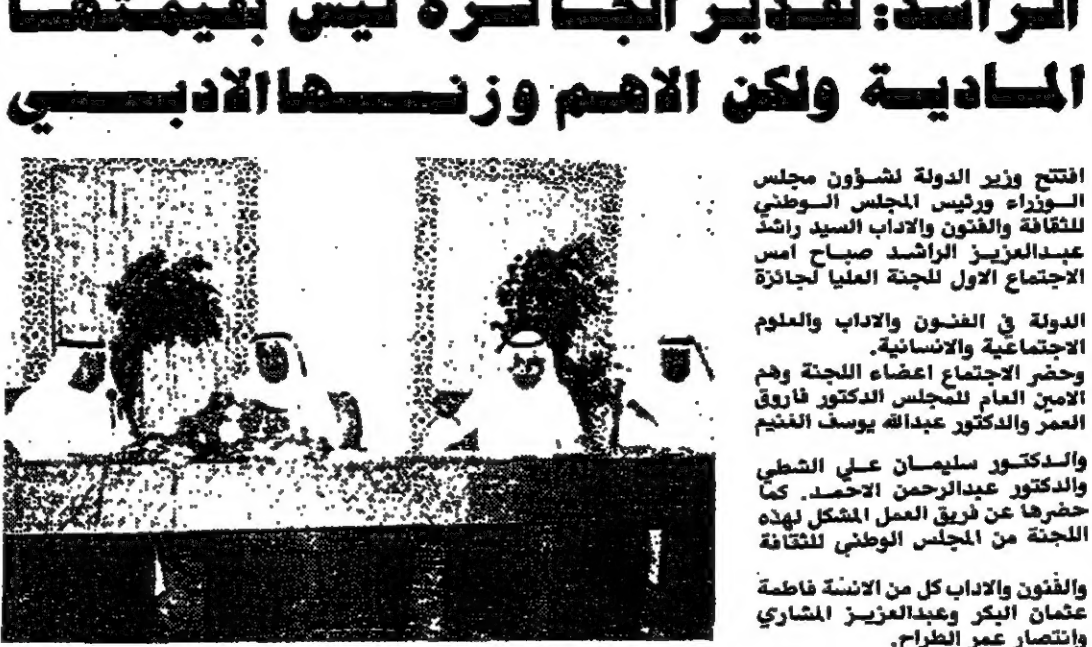 الراشد: تقدير الجائزة ليس بقيمتها
المادية ولكن الاهم وزنها الادبي
افتتح وزير الدولة لشؤون مجلس
الوزراء ورئيس المجلس الوطني
للثقافة والفنون والاداب السيد راشد
عبدالعزيز الراشد صباح امس
الاجتماع الاول للجنة العليا لجائزة
الدولة في الفنون والاداب والعلوم
الاجتماعية والانسانية.
وحضر الاجتماع اعضاء اللجنة وهم
الامين العام للمجلس الدكتور فاروق
العمر والدكتور عبدالله يوسف الغنيم
والدكتور سليمان علي الشطي
والدكتور عبدالرحمن الاحمد. كما
حضرها عن فريق العمل المشكل لهذه
اللجنة من المجلس الوطني للثقافة
والفنون والاداب كل من الانسة فاطمة
عثمان البكر وعبدالعزيز المشاري
وانتصار عمر الطراح.